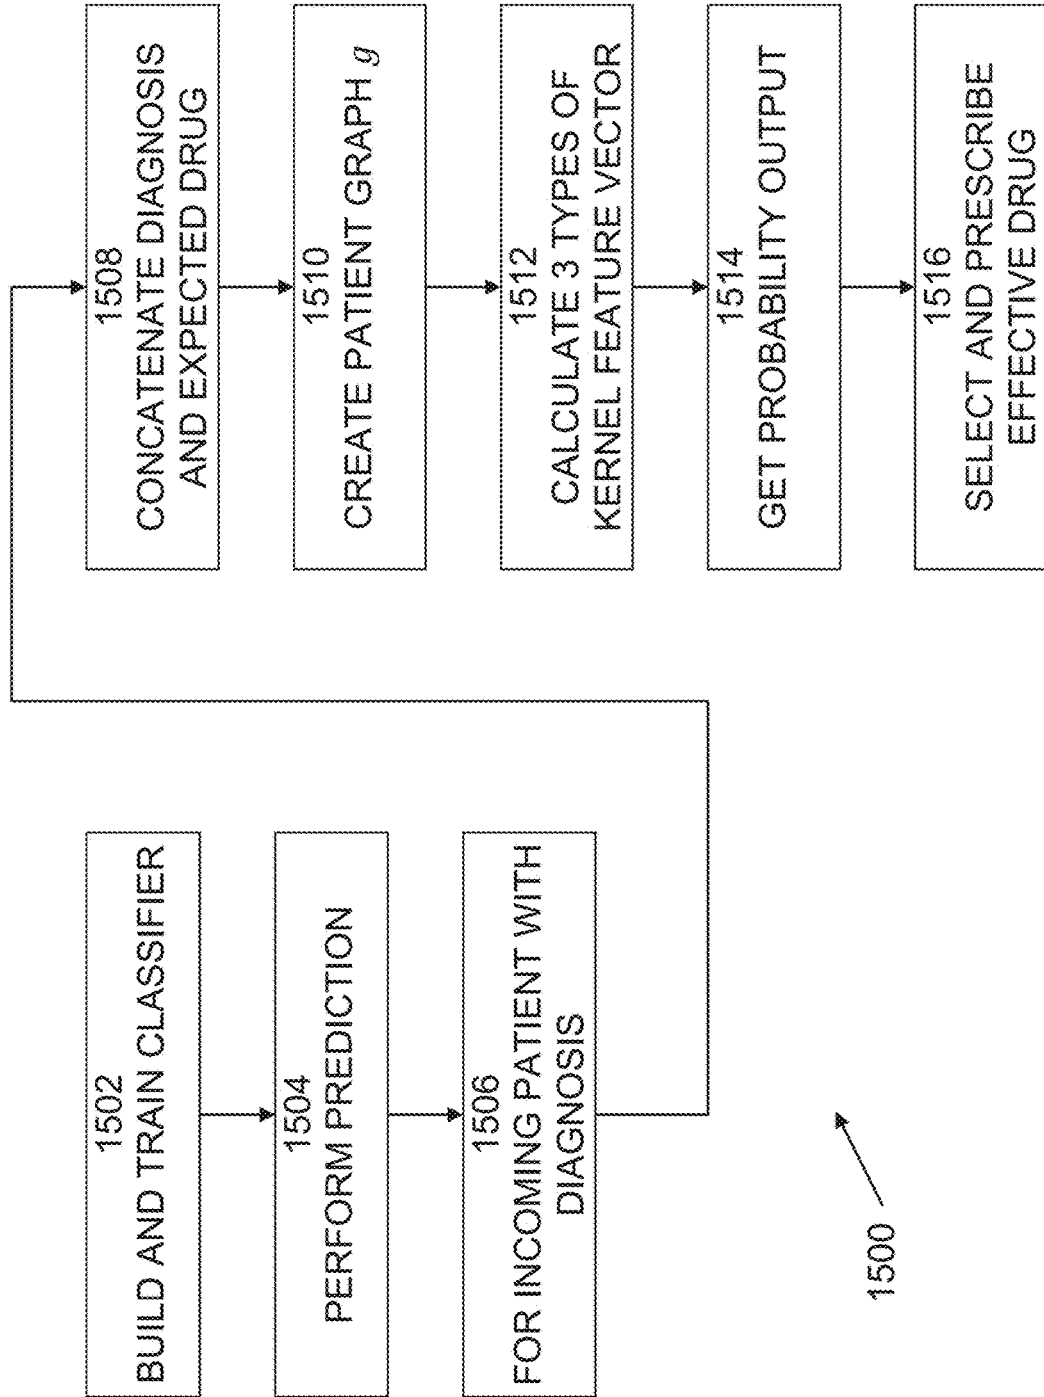 1502
BUILD AND TRAIN CLASSIFIER
1504
PERFORM PREDICTION
1506
FOR INCOMING PATIENT WITH
DIAGNOSIS
1508
CONCATENATE DIAGNOSIS
AND EXPECTED DRUG
1510
CREATE PATIENT GRAPH g
1512
CALCULATE 3 TYPES OF
KERNEL FEATURE VECTOR
1514
GET PROBABILITY OUTPUT
1516
SELECT AND PRESCRIBE
EFFECTIVE DRUG
1500